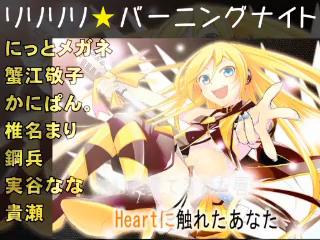 リリリリ★バーニングナイト
にっとメガネ
蟹江敬子
かにぱん。
椎名まり
鋼兵
実谷なな
貴瀬
Heartに触れたあなた